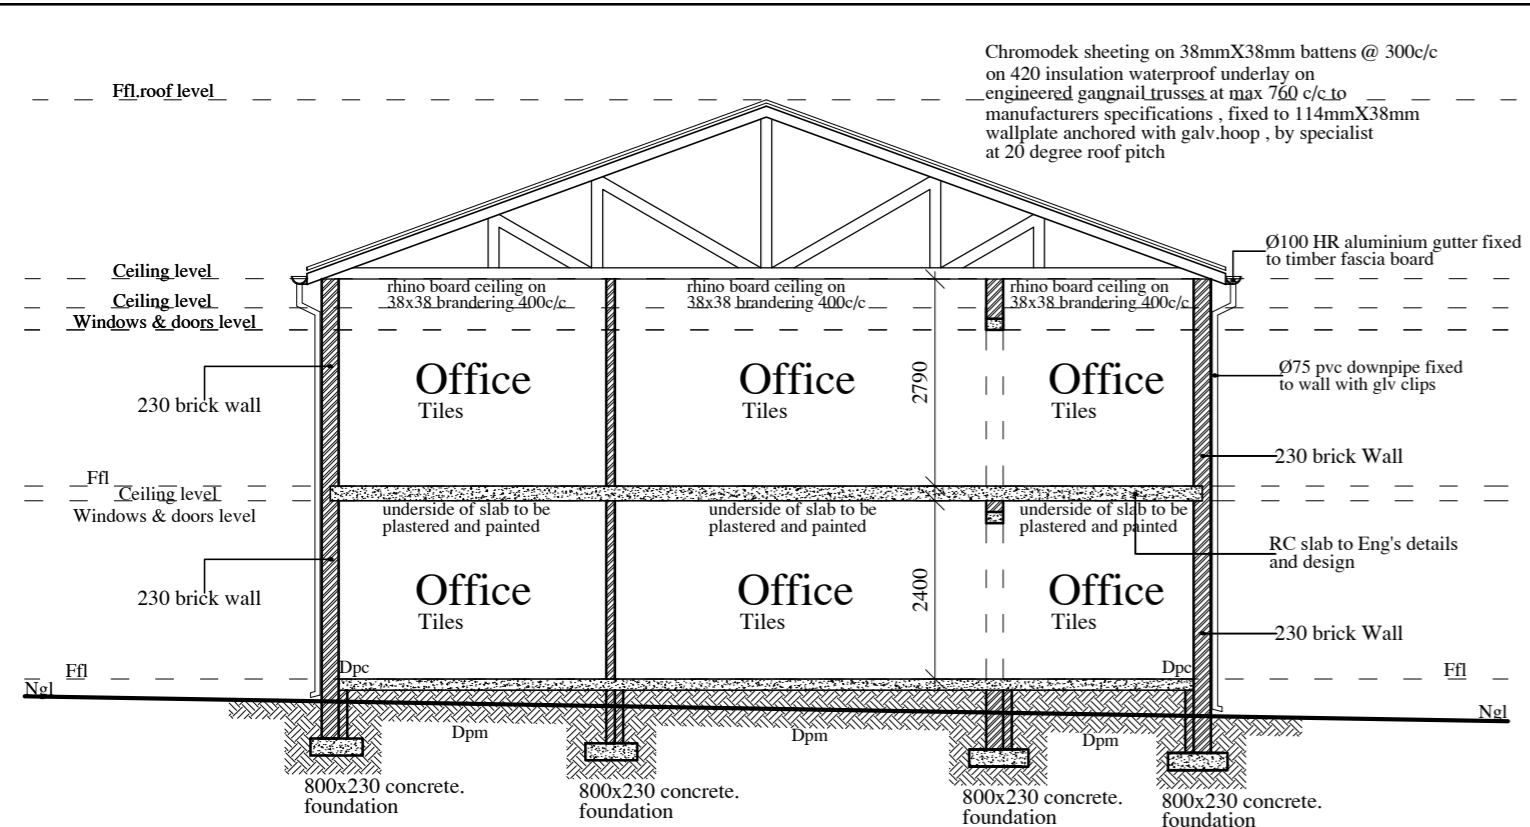 Chromodek sheeting on 38mmX38mm battens @ 300c/c
on 420 insulation waterproof underlay on
engineered gangnail trusses at max 760 c/c to
manufacturers specifications , fixed to 114mmX38mm
wallplate anchored with galv.hoop , by specialist
at 20 degree roof pitch
Ffl.roof level
Ø100 HR aluminium gutter fixed
to timber fascia board
Ceiling level
Ceiling level
Windows & doors level
rhino board ceiling on
38x38 brandering 400c/c
rhino board ceiling on
38x38 brandering 400c/c
rhino board ceiling on
38x38 brandering 400c/c
Office
Tiles
Office
Tiles
Office
Tiles
2790
230 brick wall
Ø75 pvc downpipe fixed
to wall with glv clips
230 brick Wall
Ffl
Ceiling level
Windows & doors level
underside of slab to be
plastered and painted
underside of slab to be
plastered and painted
underside of slab to be
plastered and painted
RC slab to Eng's details
and design
230 brick wall
Office
Tiles
Office
Tiles
Office
Tiles
2400
230 brick Wall
Ffl
Dpc
Dpc
Ffl
Ngl
Ngl
Dpm
Dpm
Dpm
800x230 concrete.
foundation
800x230 concrete.
foundation
800x230 concrete.
foundation
800x230 concrete.
foundation